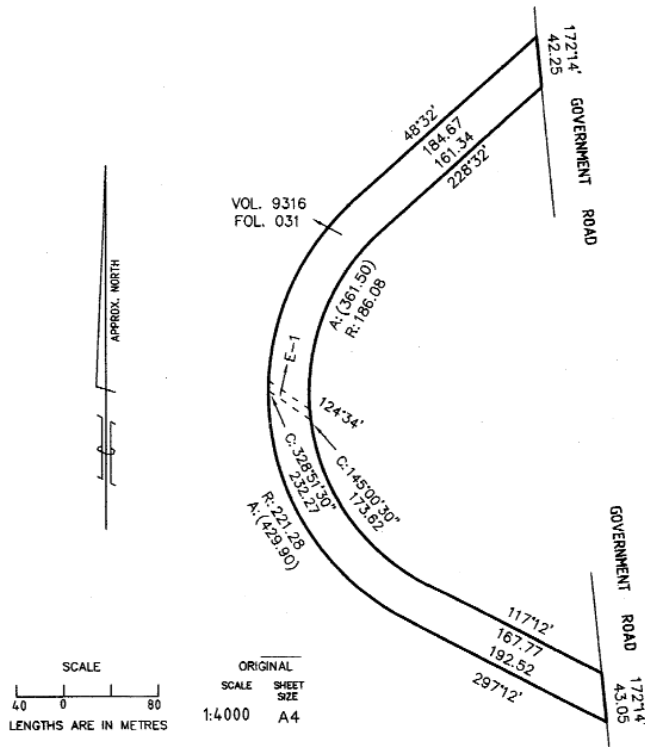 172°14'
42.25
GOVERNMENT ROAD
48°32'
184.67
161.34
228°32'
VOL. 9316
FOL. 031
APPROX. NORTH
A: (361.50)
R: 186.08
E-1
124°34'
C: 328°51'30"
232.27
C: 145°00'30"
173.62
R: 221.28
A: (429.90)
GOVERNMENT ROAD
117°12'
167.77
192.52
297°12'
172°14'
43.05
SCALE
40 0 80
LENGTHS ARE IN METRES
ORIGINAL
SCALE SHEET SIZE
1:4000 A4